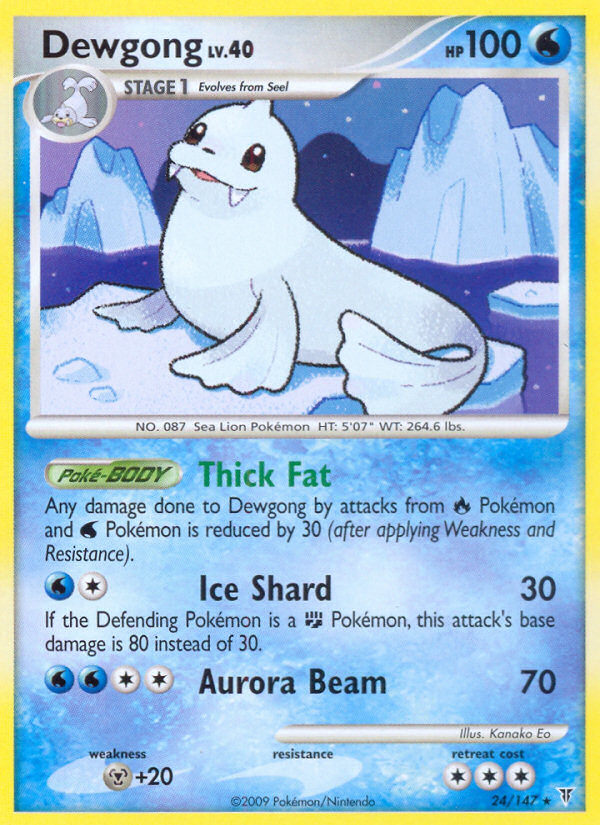 Dewgong LV.40 HP 100
STAGE 1 Evolves from Seel
NO. 087 Sea Lion Pokémon HT: 5'07" WT: 264.6 lbs.
Poké-BODY Thick Fat
Any damage done to Dewgong by attacks from Pokémon
and Pokémon is reduced by 30 (after applying Weakness and
Resistance).
Ice Shard 30
If the Defending Pokémon is a Pokémon, this attack's base
damage is 80 instead of 30.
Aurora Beam 70
Illus. Kanako Eo
weakness resistance retreat cost
+20
©2009 Pokémon/Nintendo 24/147 ★